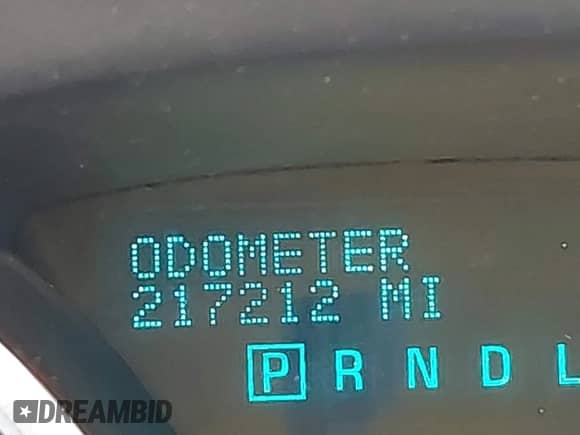 ODOMETER
217212 MI
P R N D L
DREAMBID